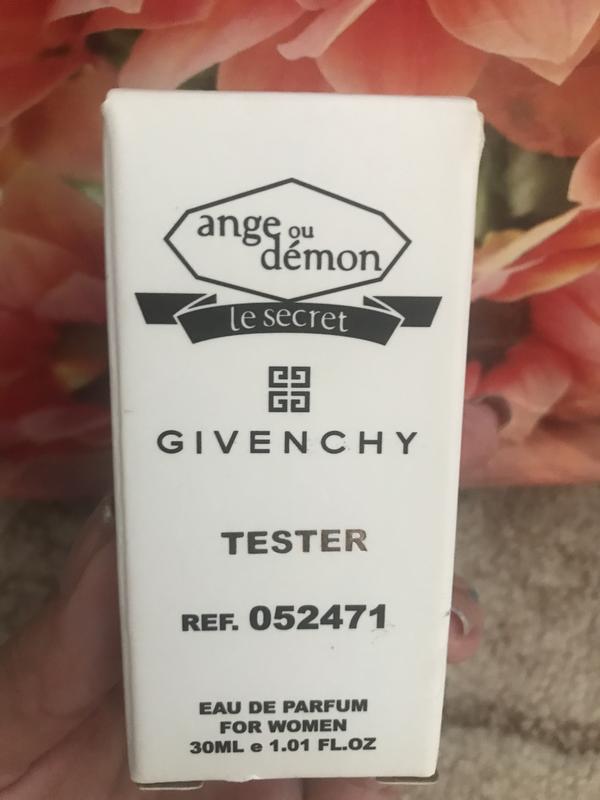 ange ou
démon
le secret
GIVENCHY
TESTER
REF. 052471
EAU DE PARFUM
FOR WOMEN
30ML e 1.01 FL.OZ